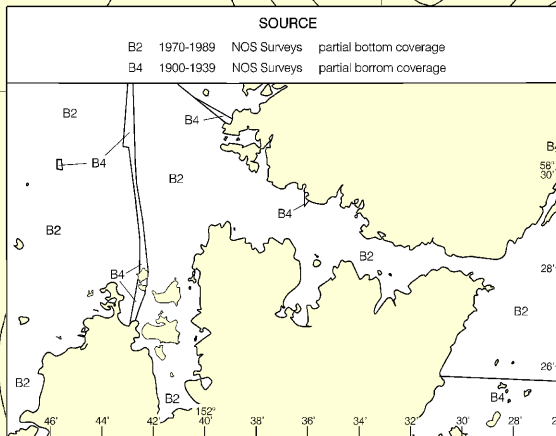 SOURCE
B2 1970-1989 NOS Surveys partial bottom coverage
B4 1900-1939 NOS Surveys partial borrom coverage
B2
B4
B4
B4
B2
58°
30'
B4
B2
B2
28'
B4
B2
26'
B2
B2
B4
152°
46' 44' 42' 40' 38' 36' 34' 32' 30' 28'